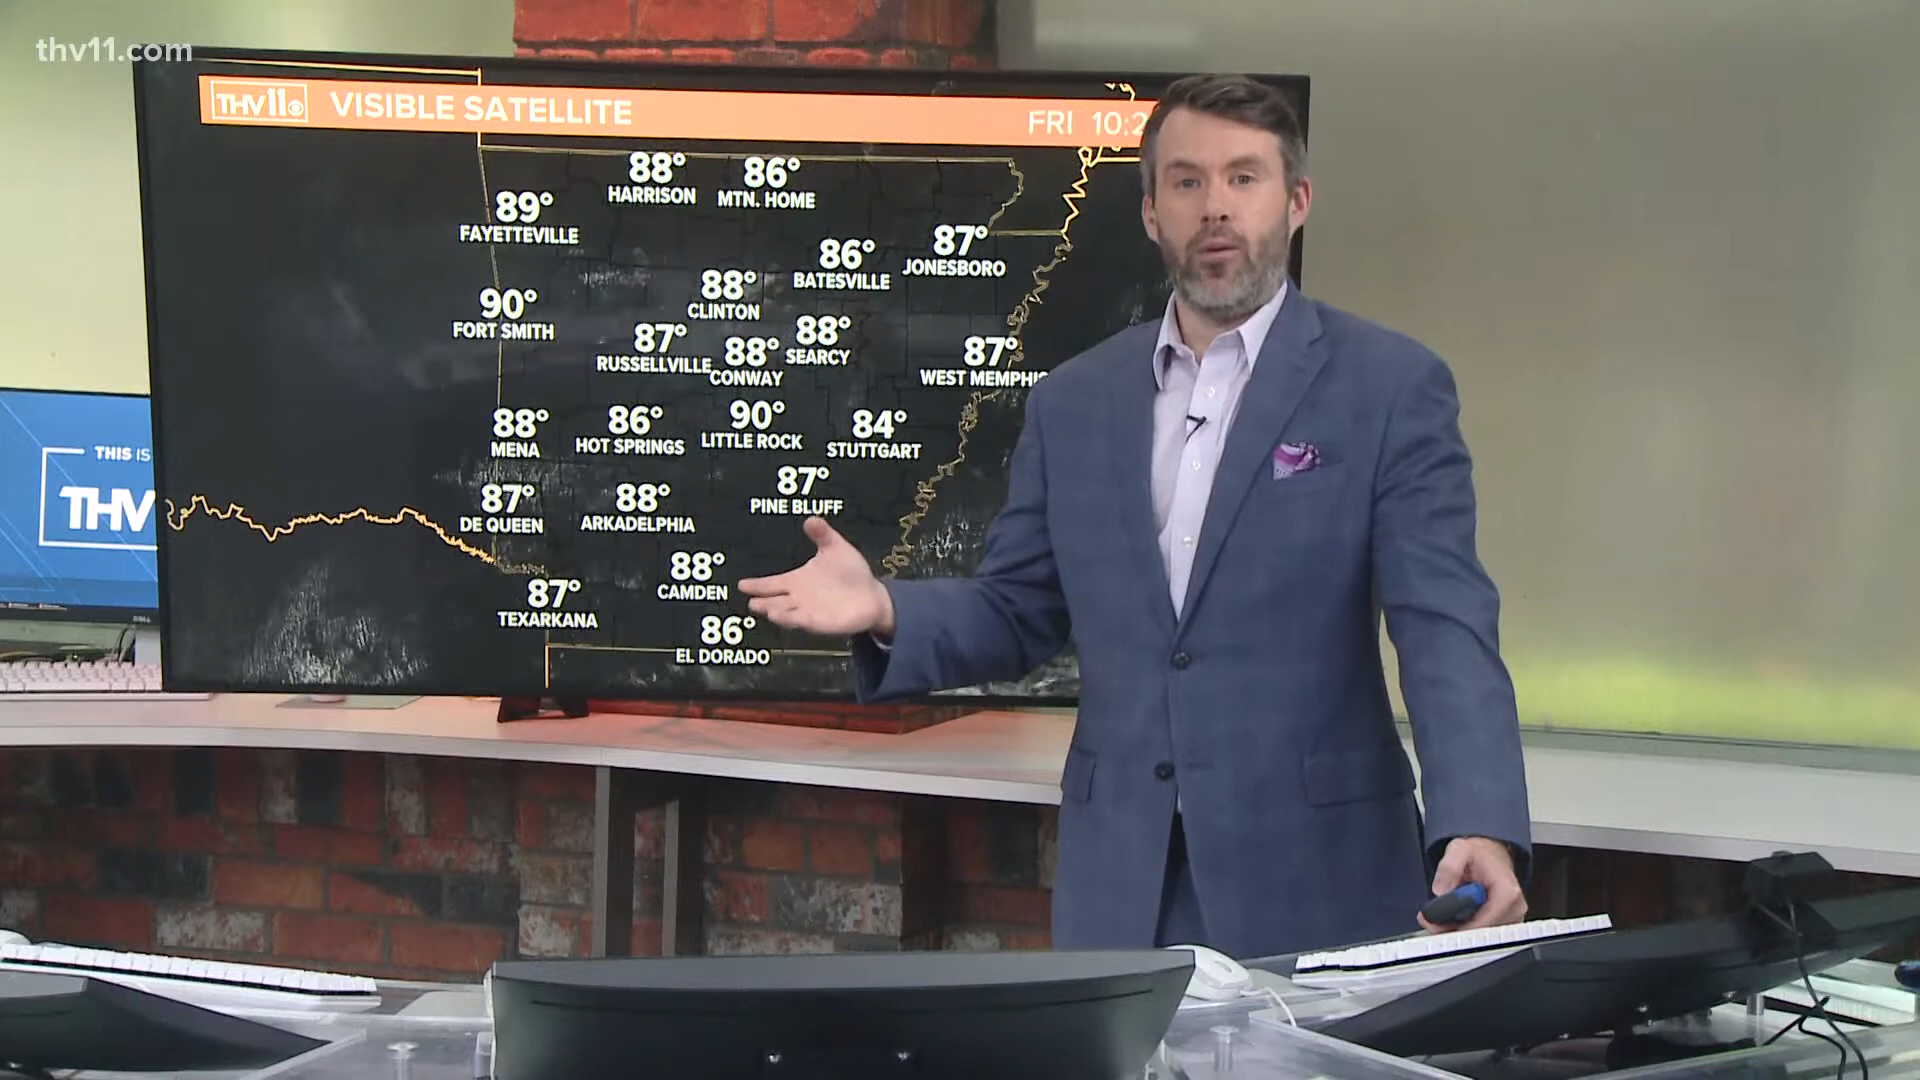 thv11.com
THV11 VISIBLE SATELLITE FRI 10:2
88° HARRISON
86° MTN. HOME
89° FAYETTEVILLE
87° JONESBORO
86° BATESVILLE
88° CLINTON
90° FORT SMITH
88° SEARCY
87° RUSSELLVILLE
88° CONWAY
87° WEST MEMPHIS
88° MENA
86° HOT SPRINGS
90° LITTLE ROCK
84° STUTTGART
87° PINE BLUFF
87° DE QUEEN
88° ARKADELPHIA
88° CAMDEN
87° TEXARKANA
86° EL DORADO
THIS IS
THV
DELL